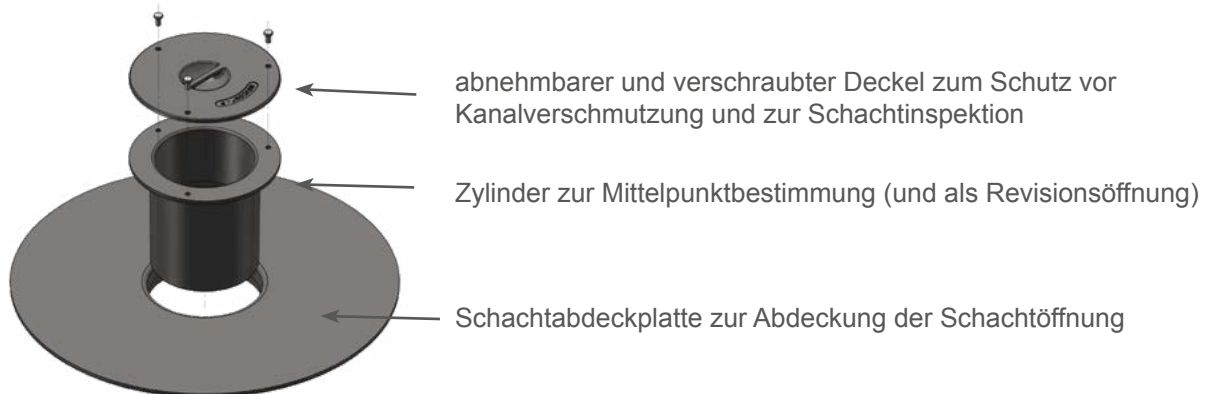 abnehmbarer und verschraubter Deckel zum Schutz vor
Kanalverschmutzung und zur Schachtinspektion
Zylinder zur Mittelpunktbestimmung (und als Revisionsöffnung)
Schachtabdeckplatte zur Abdeckung der Schachtöffnung